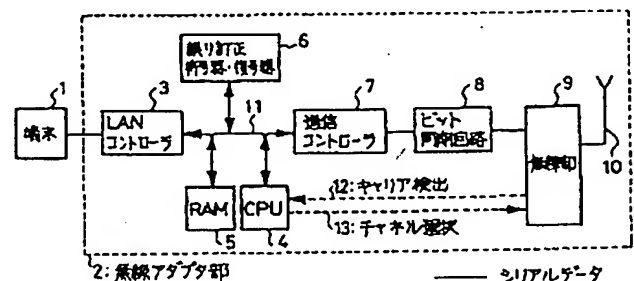 1
端末
3
LAN
コントローラ
6
誤り訂正
符号器・復号器
11
7
通信
コントローラ
8
ビット
同期回路
9
無線部
10
RAM
5
CPU
4
12:キャリア検出
13:チャネル選択
2:無線アダプタ部
シリアルデータ